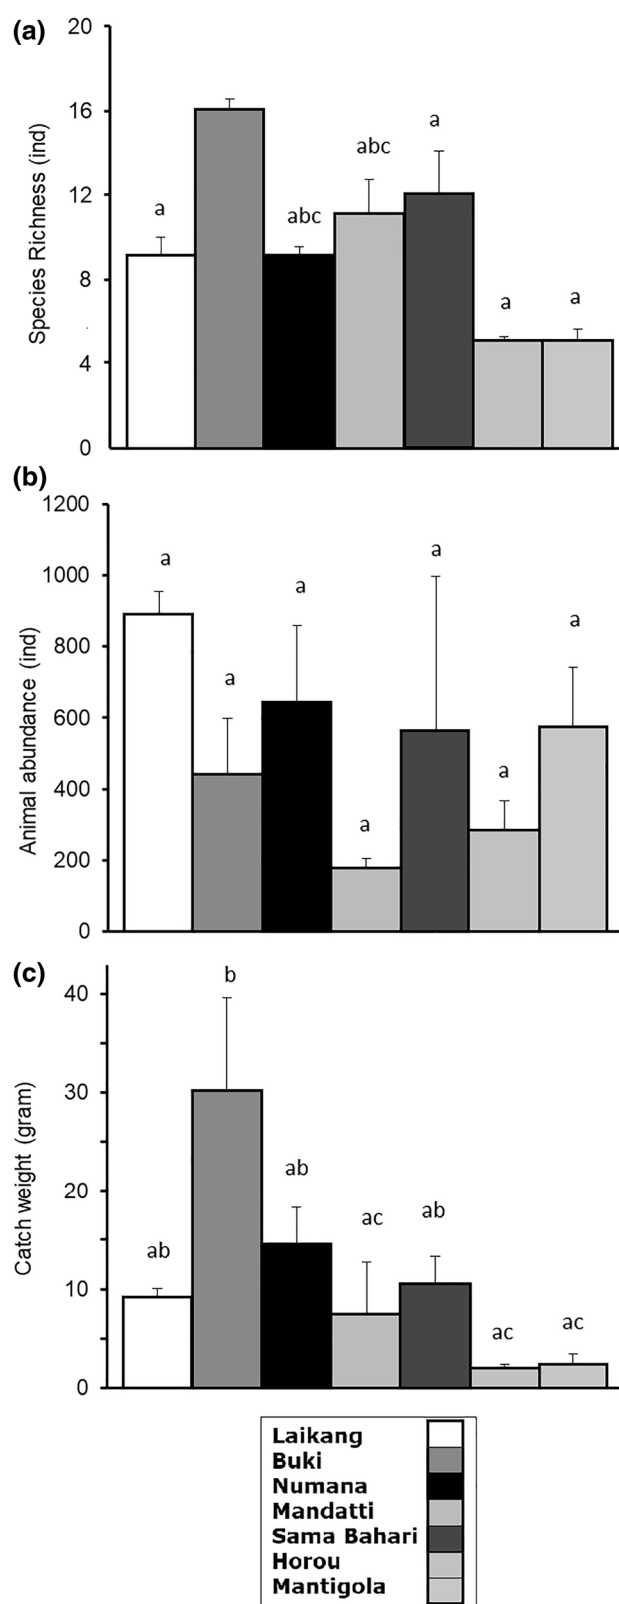 (a)
Species Richness (ind)
20
16
12
8
4
0
a
abc
abc
a
a
a
(b)
Animal abundance (ind)
1200
1000
800
600
400
200
0
a
a
a
a
a
a
a
(c)
Catch weight (gram)
40
30
20
10
0
ab
b
ab
ac
ab
ac
ac
Laikang
Buki
Numana
Mandatti
Sama Bahari
Horou
Mantigola